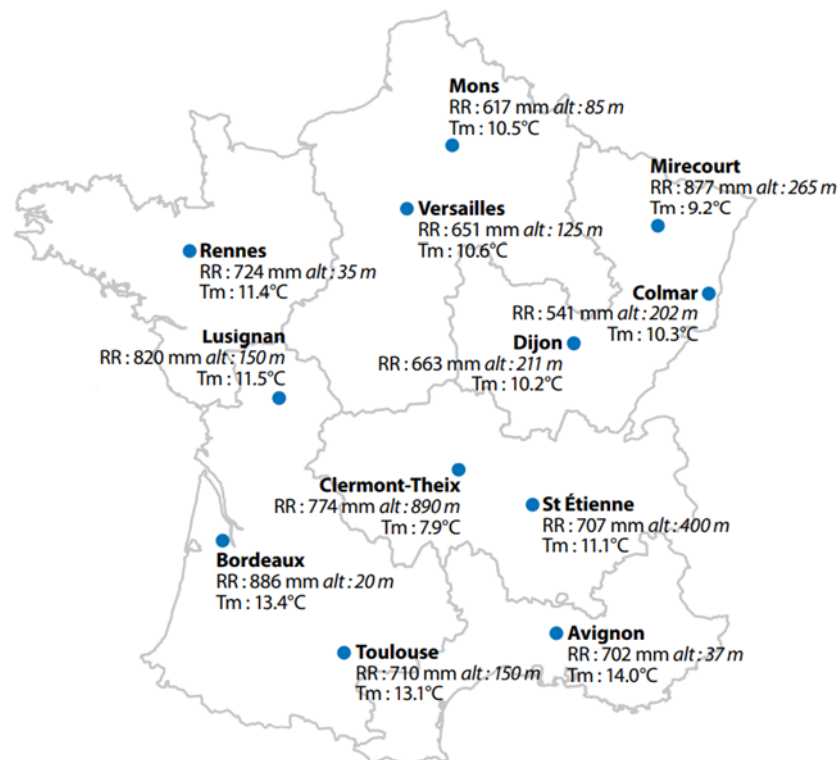 Mons
RR : 617 mm alt : 85 m
Tm : 10.5°C
Mirecourt
RR : 877 mm alt : 265 m
Tm : 9.2°C
Versailles
RR : 651 mm alt : 125 m
Tm : 10.6°C
Rennes
RR : 724 mm alt : 35 m
Tm : 11.4°C
Colmar
RR : 541 mm alt : 202 m
Tm : 10.3°C
Lusignan
RR : 820 mm alt : 150 m
Tm : 11.5°C
Dijon
RR : 663 mm alt : 211 m
Tm : 10.2°C
Clermont-Theix
RR : 774 mm alt : 890 m
Tm : 7.9°C
St Étienne
RR : 707 mm alt : 400 m
Tm : 11.1°C
Bordeaux
RR : 886 mm alt : 20 m
Tm : 13.4°C
Avignon
RR : 702 mm alt : 37 m
Tm : 14.0°C
Toulouse
RR : 710 mm alt : 150 m
Tm : 13.1°C